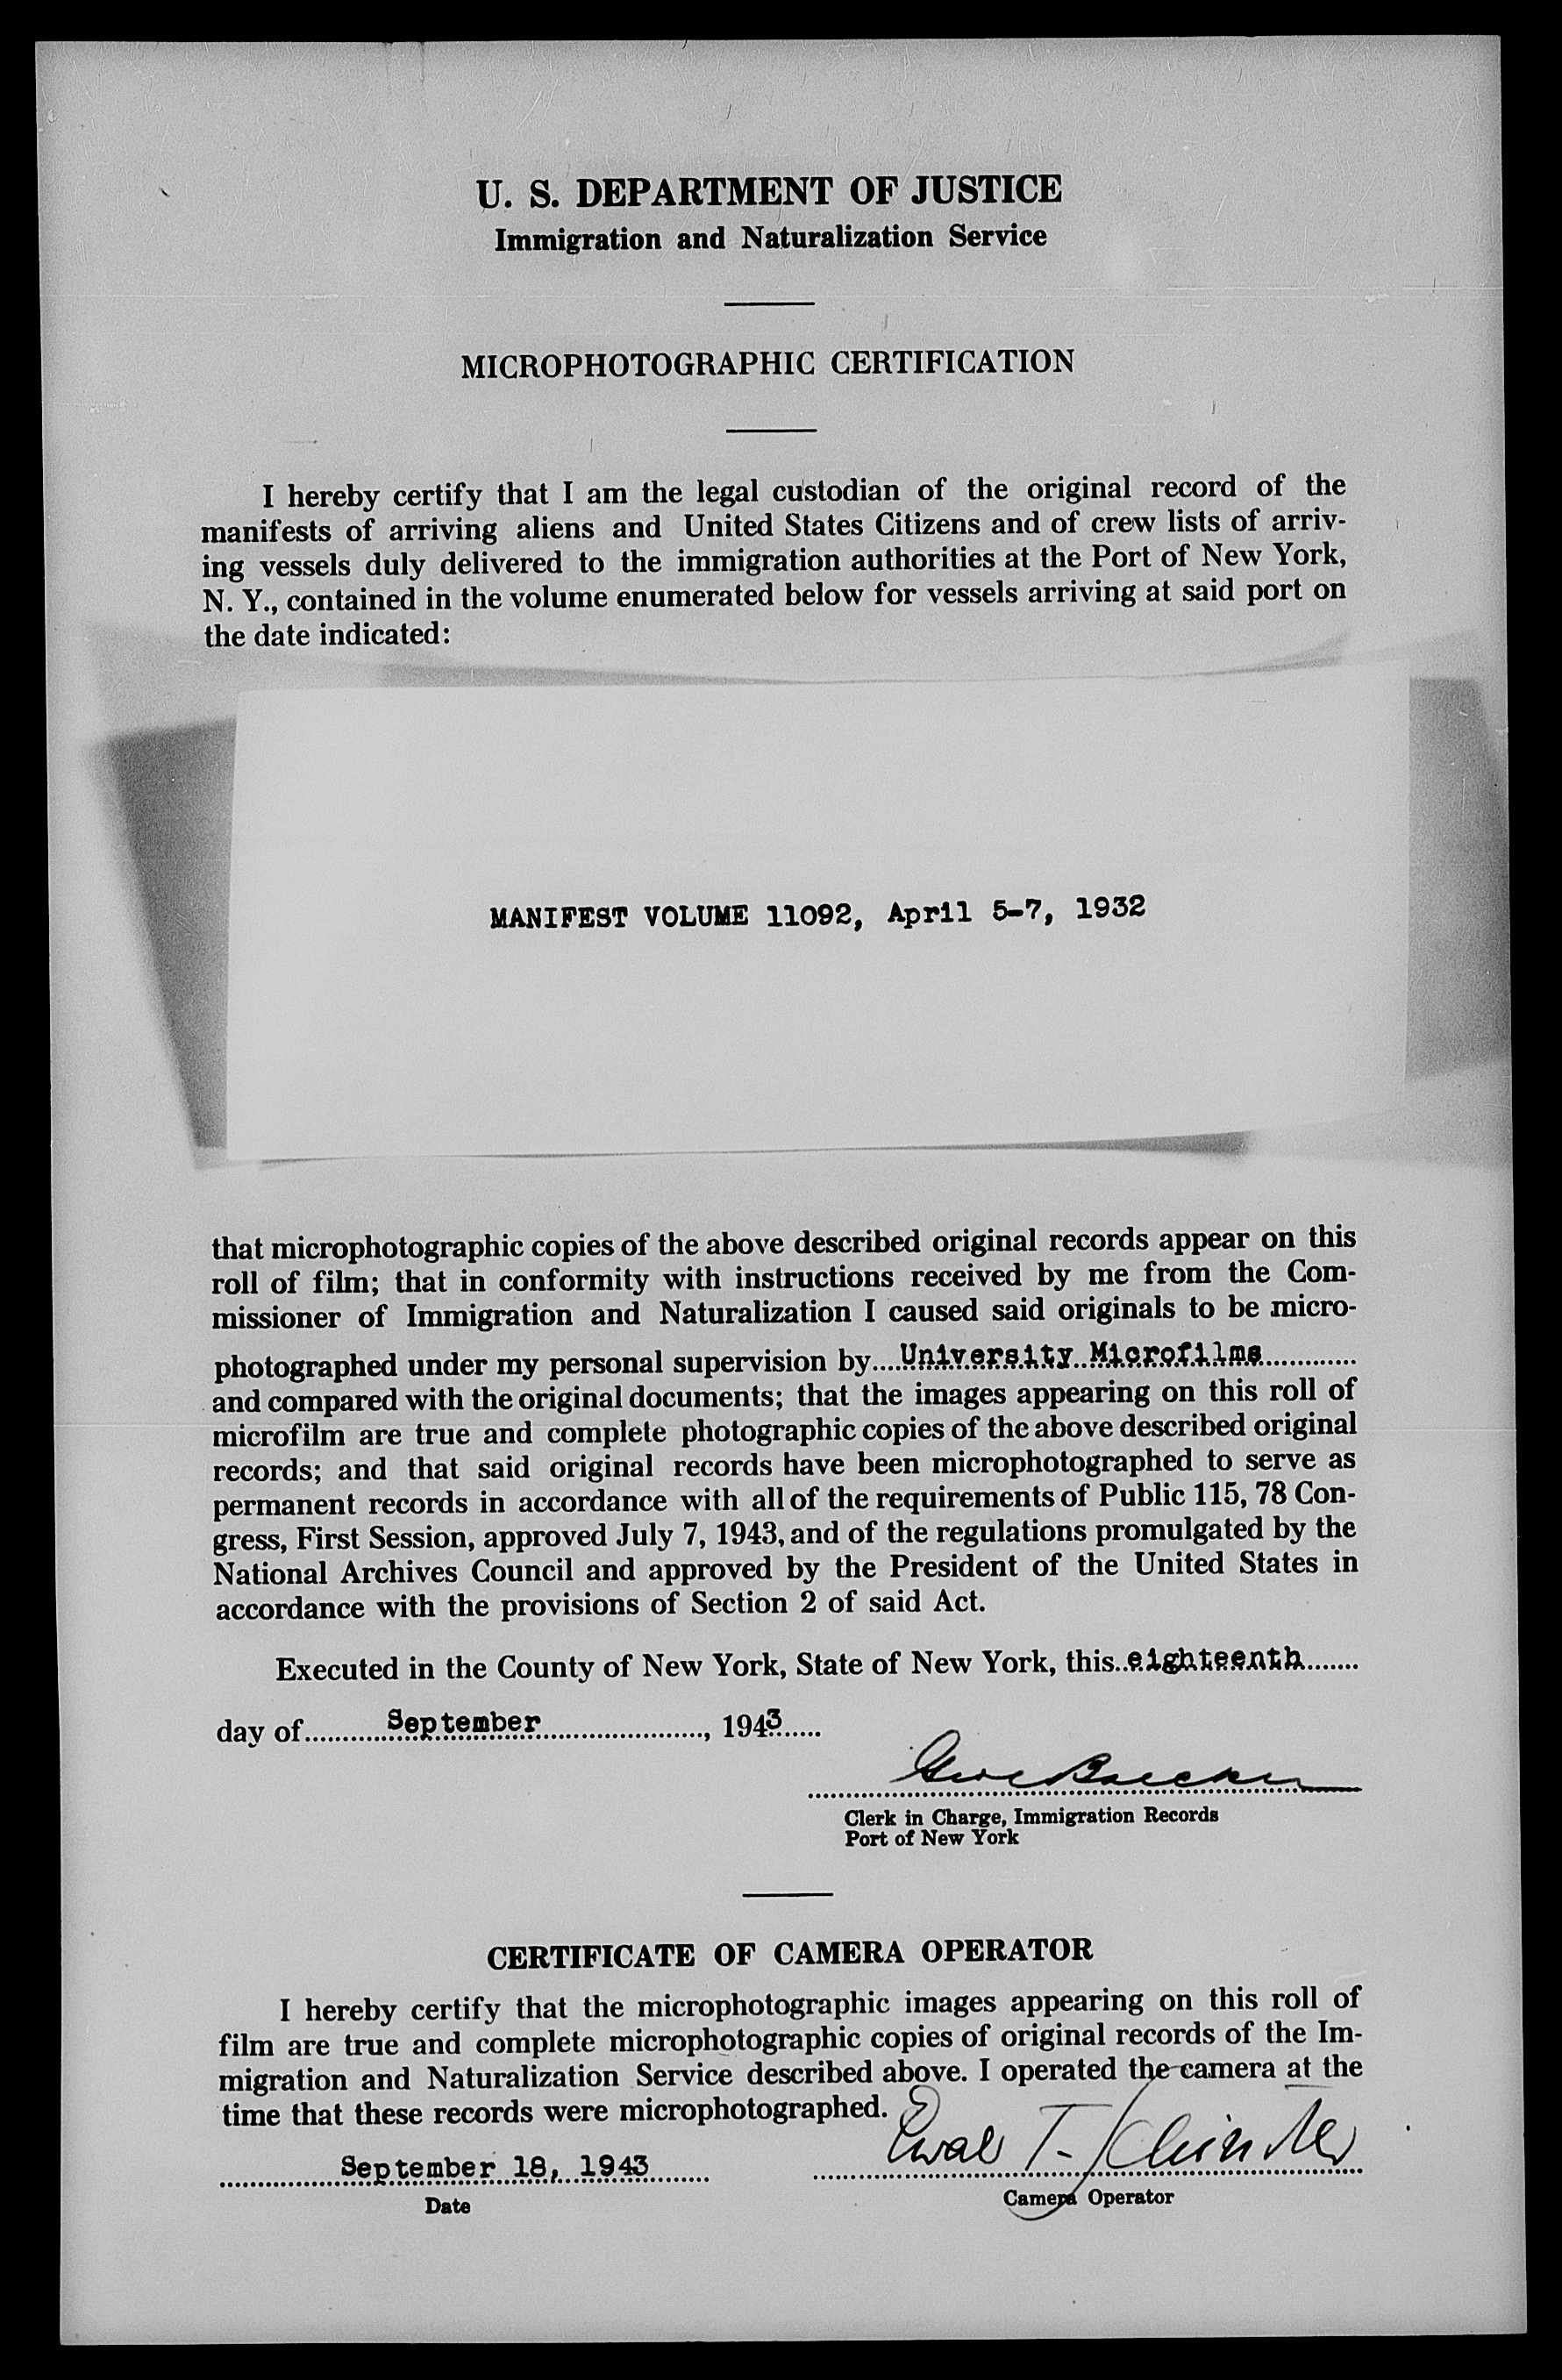 U. S. DEPARTMENT OF JUSTICE
Immigration and Naturalization Service
MICROPHOTOGRAPHIC CERTIFICATION
I hereby certify that I am the legal custodian of the original record of the
manifests of arriving aliens and United States Citizens and of crew lists of arriv-
ing vessels duly delivered to the immigration authorities at the Port of New York,
N. Y., contained in the volume enumerated below for vessels arriving at said port on
the date indicated:
MANIFEST VOLUME 11092, April 5-7, 1932
that microphotographic copies of the above described original records appear on this
roll of film; that in conformity with instructions received by me from the Com-
missioner of Immigration and Naturalization I caused said originals to be micro-
photographed under my personal supervision by....University Microfilms............
and compared with the original documents; that the images appearing on this roll of
microfilm are true and complete photographic copies of the above described original
records; and that said original records have been microphotographed to serve as
permanent records in accordance with all of the requirements of Public 115, 78 Con-
gress, First Session, approved July 7, 1943, and of the regulations promulgated by the
National Archives Council and approved by the President of the United States in
accordance with the provisions of Section 2 of said Act.
Executed in the County of New York, State of New York, this..eighteenth.......
day of...........September......................, 1943......
Clerk in Charge, Immigration Records
Port of New York
CERTIFICATE OF CAMERA OPERATOR
I hereby certify that the microphotographic images appearing on this roll of
film are true and complete microphotographic copies of original records of the Im-
migration and Naturalization Service described above. I operated the camera at the
time that these records were microphotographed.
September 18, 1943
Date
Camera Operator